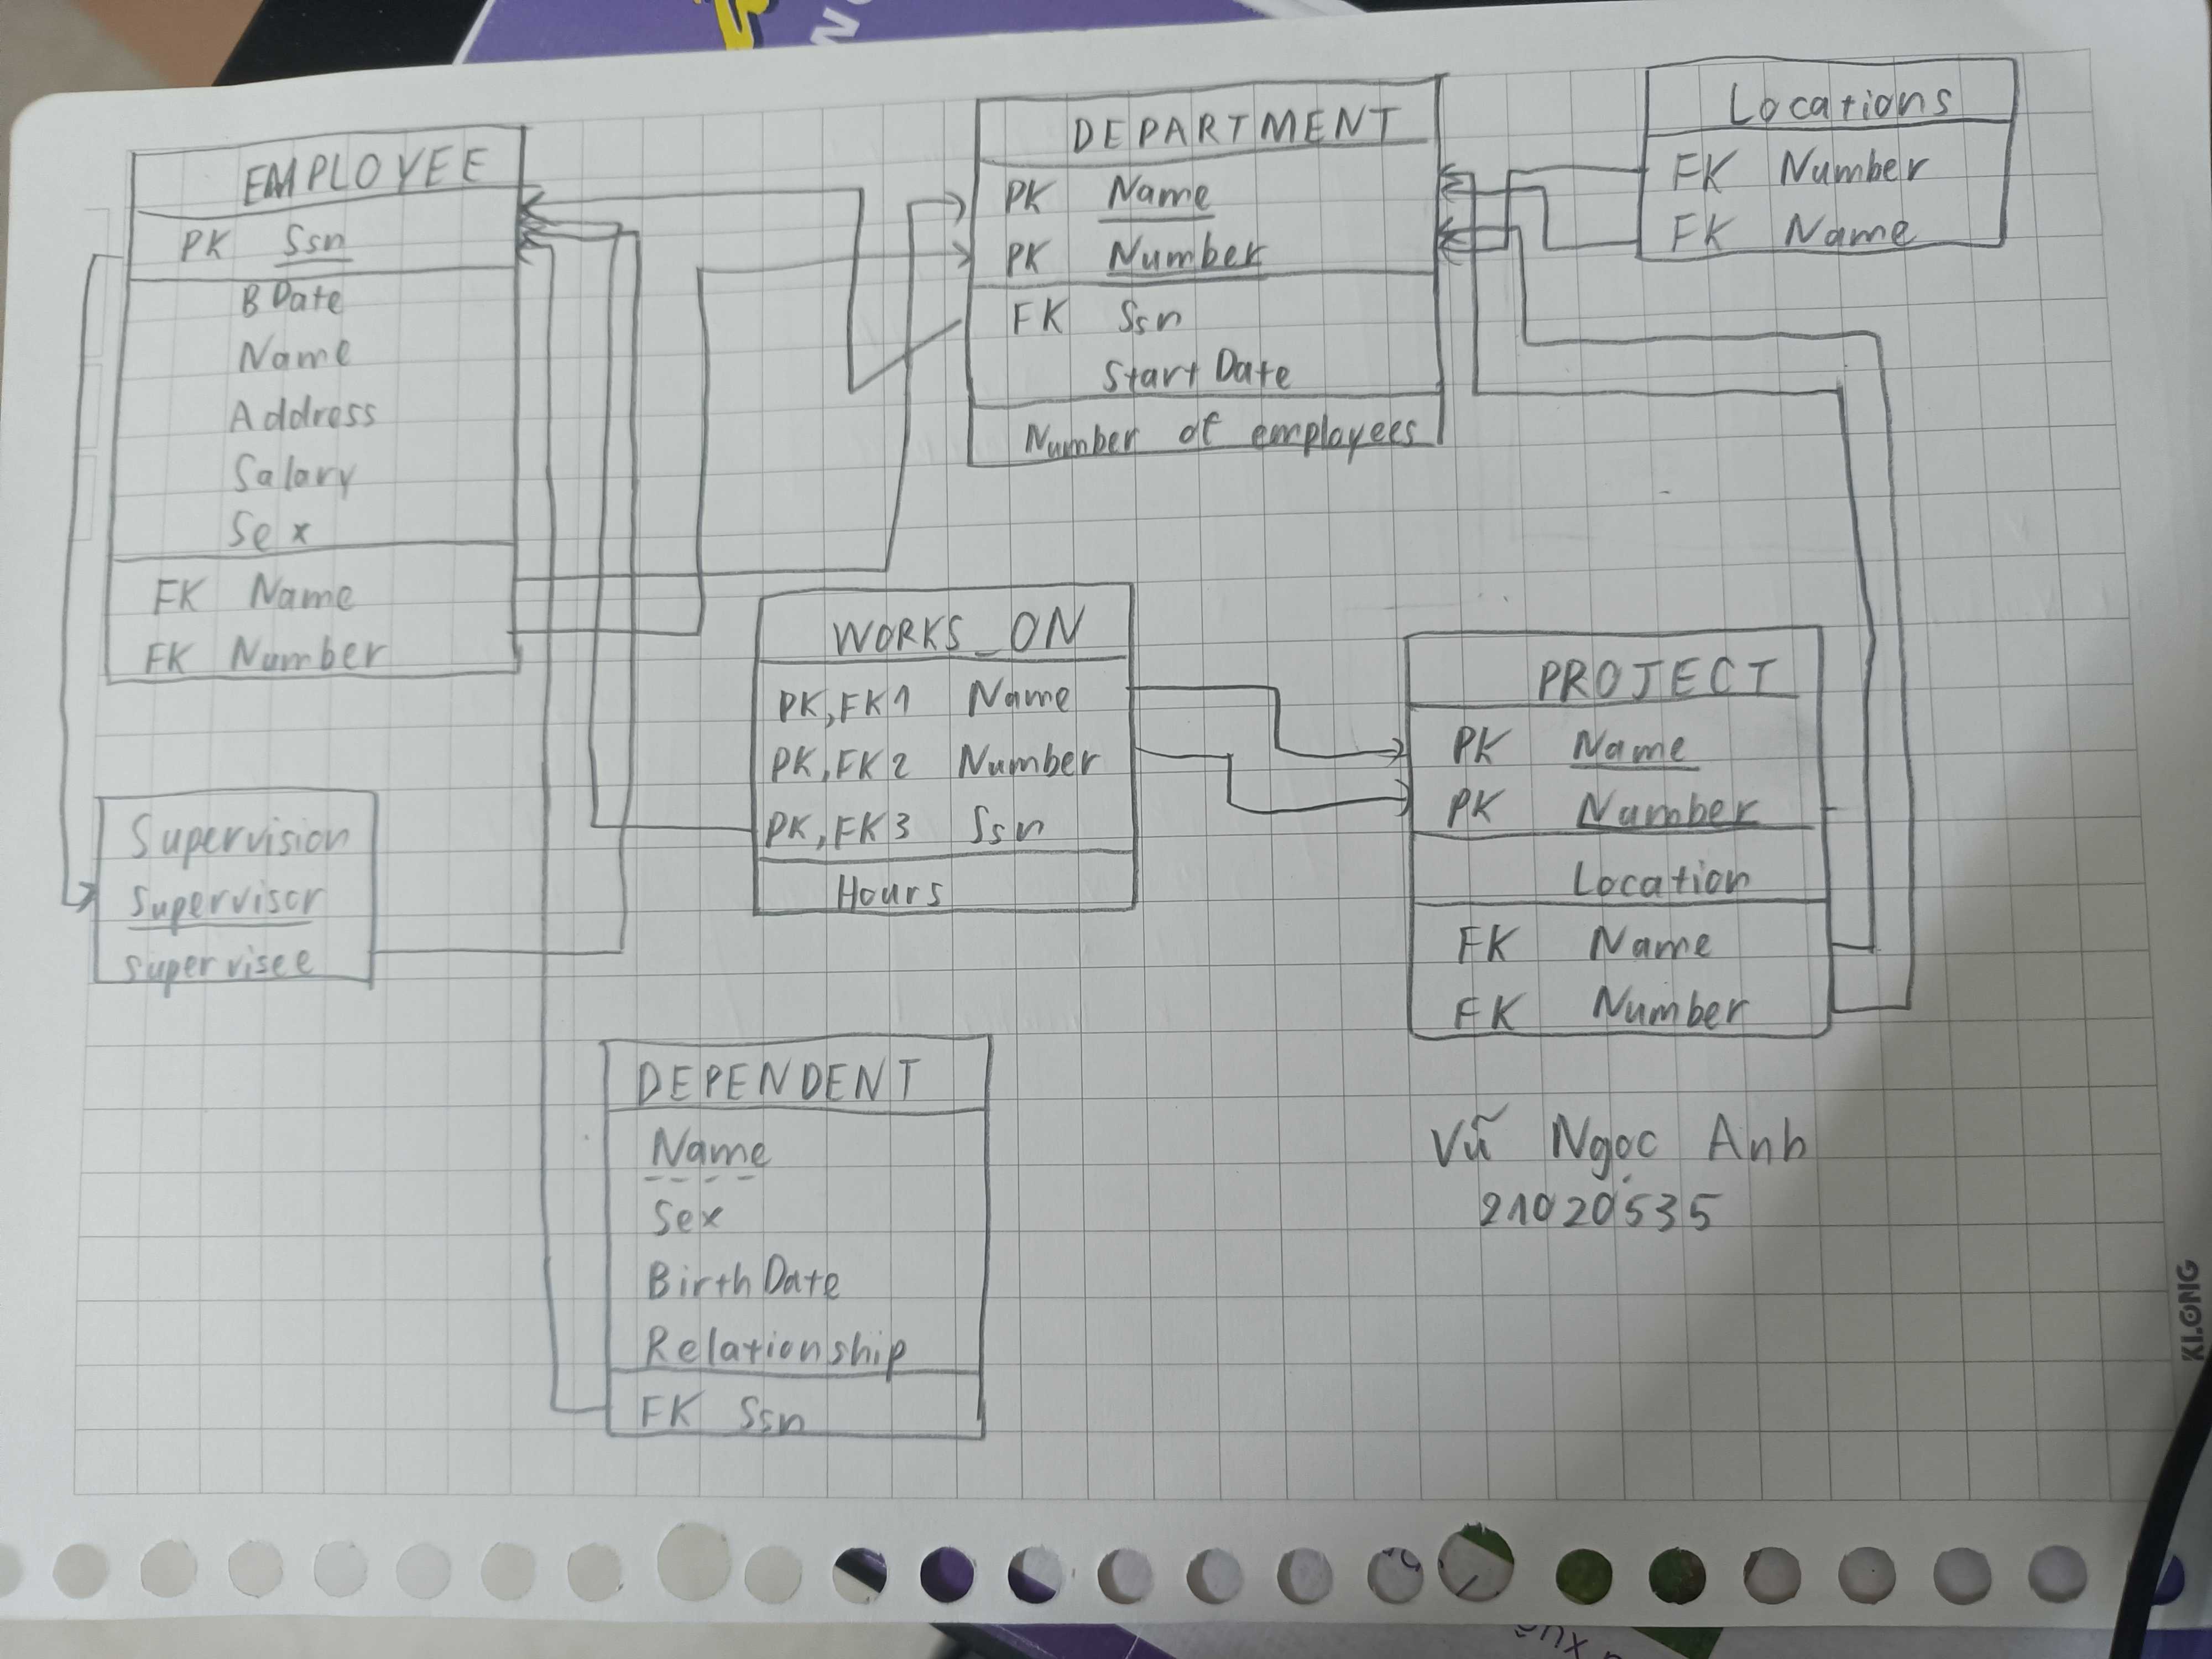 EMPLOYEE
PK Ssn
BDate
Name
Address
Salary
Sex
FK Name
FK Number
DEPARTMENT
PK Name
PK Number
FK Ssn
Start Date
Number of employees
Locations
FK Number
FK Name
WORKS_ON
PK,FK1 Name
PK,FK2 Number
PK,FK3 Ssn
Hours
PROJECT
PK Name
PK Number
Location
FK Name
FK Number
Supervision
Supervisor
supervisee
DEPENDENT
Name
Sex
Birth Date
Relationship
FK Ssn
Vũ Ngọc Anh
21020535
KLONG